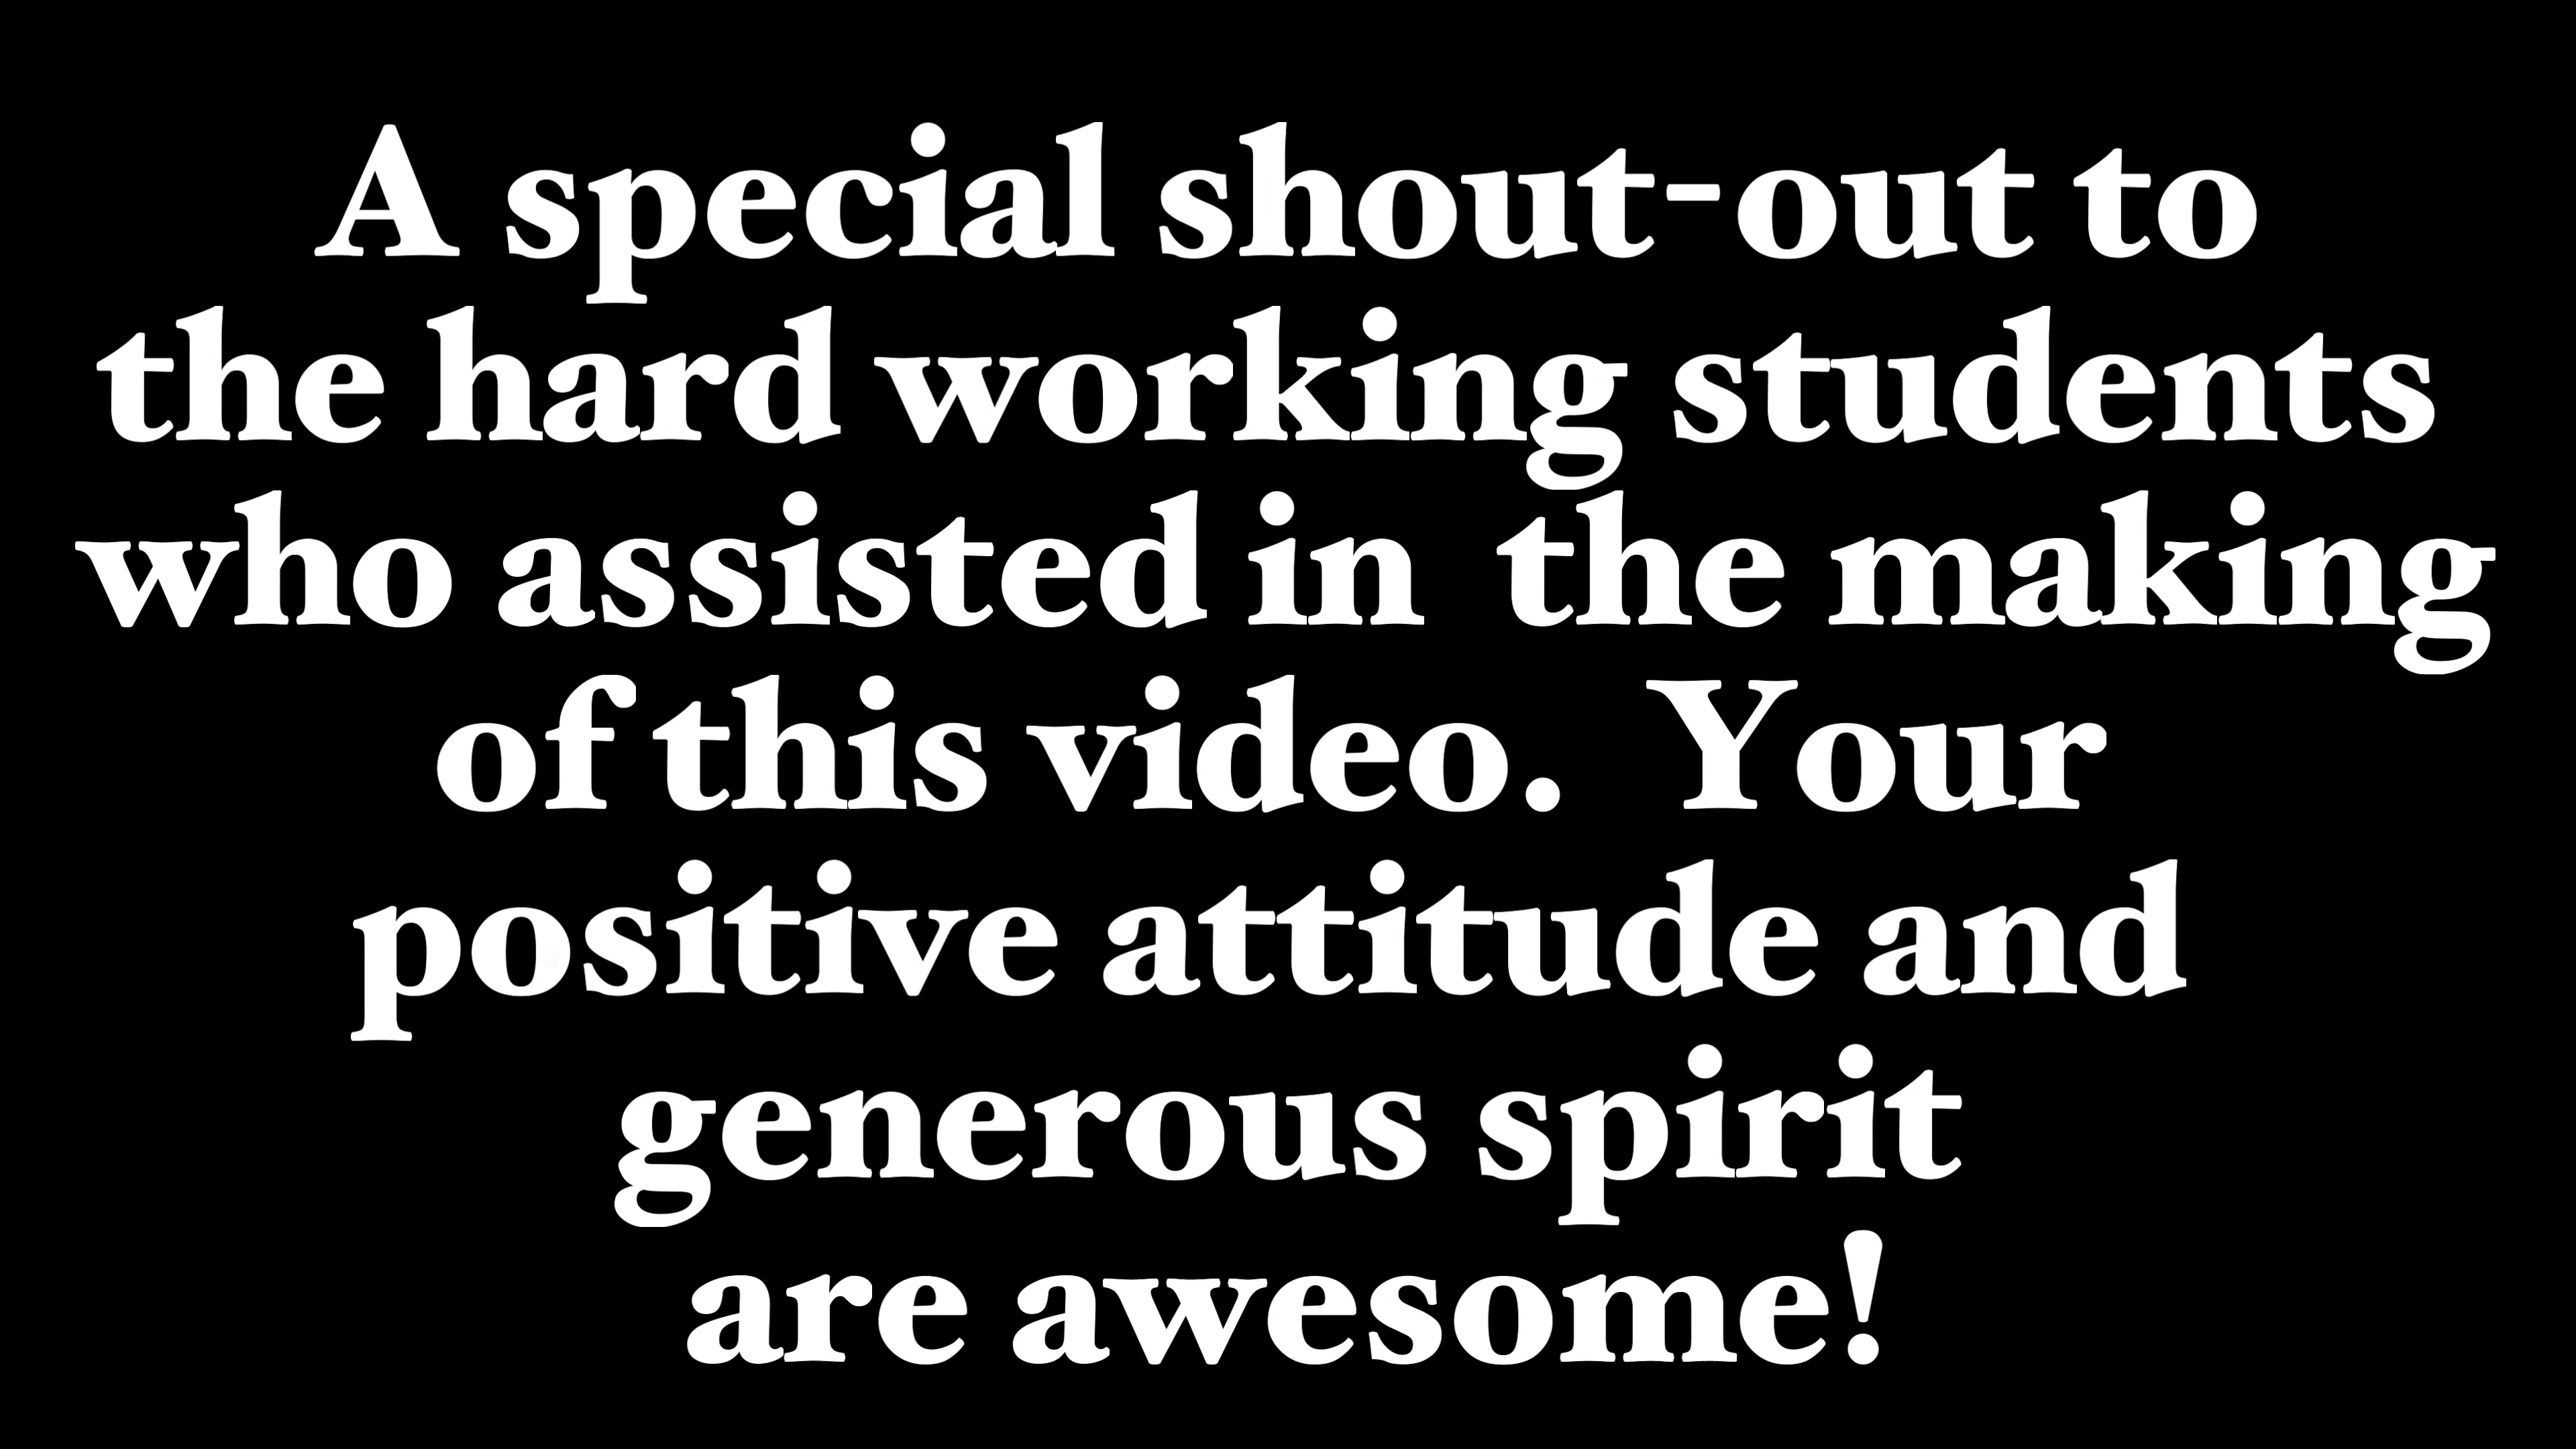 A special shout-out to
the hard working students
who assisted in  the making
of this video.  Your
positive attitude and
generous spirit
are awesome!